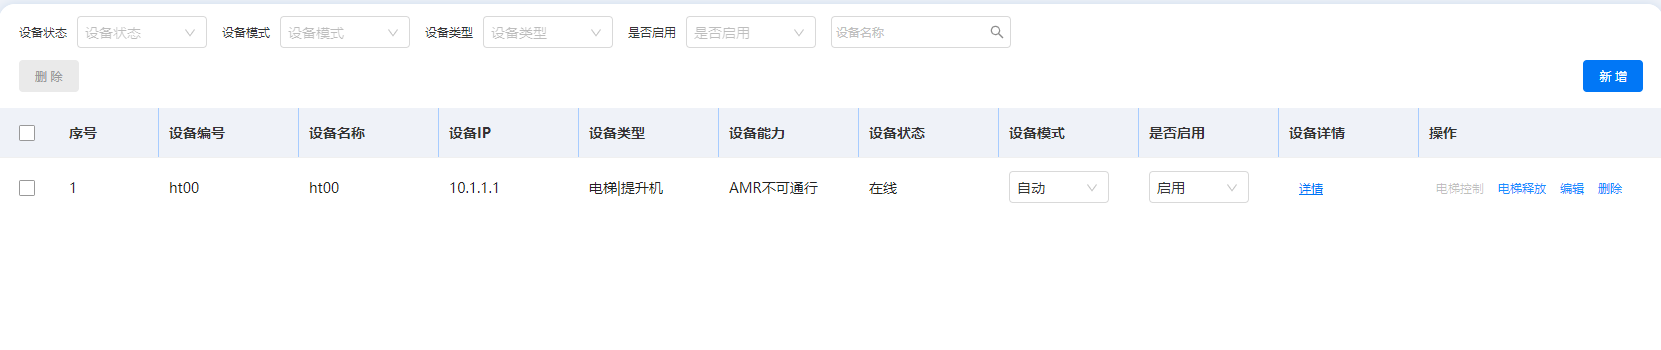 设备状态 设备状态 设备模式 设备模式 设备类型 设备类型 是否启用 是否启用 设备名称
删 除 新 增
序号 设备编号 设备名称 设备IP 设备类型 设备能力 设备状态 设备模式 是否启用 设备详情 操作
1 ht00 ht00 10.1.1.1 电梯|提升机 AMR不可通行 在线 自动 启用 详情 电梯控制 电梯释放 编辑 删除